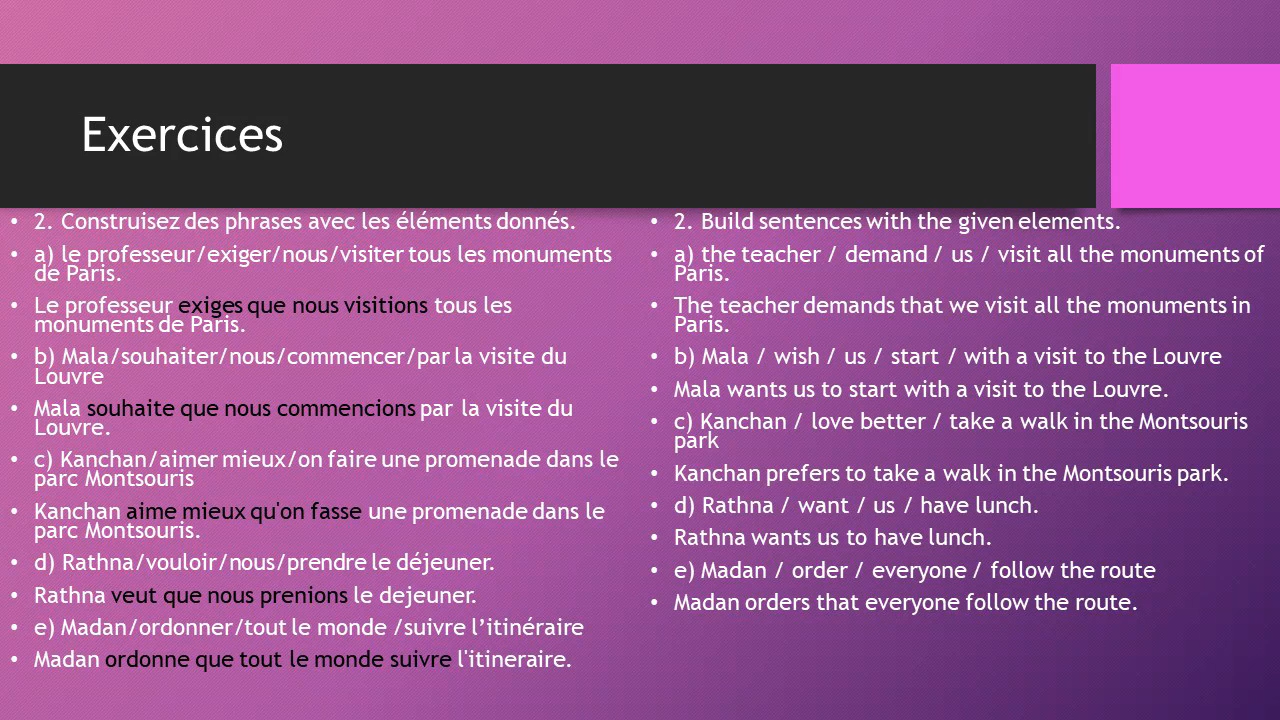 Exercices
• 2. Construisez des phrases avec les éléments donnés.
• a) le professeur/exiger/nous/visiter tous les monuments
de Paris.
• Le professeur exiges que nous visitions tous les
monuments de Paris.
• b) Mala/souhaiter/nous/commencer/par la visite du
Louvre
• Mala souhaite que nous commencions par la visite du
Louvre.
• c) Kanchan/aimer mieux/on faire une promenade dans le
parc Montsouris
• Kanchan aime mieux qu'on fasse une promenade dans le
parc Montsouris.
• d) Rathna/vouloir/nous/prendre le déjeuner.
• Rathna veut que nous prenions le dejeuner.
• e) Madan/ordonner/tout le monde /suivre l’itinéraire
• Madan ordonne que tout le monde suivre l'itineraire.
• 2. Build sentences with the given elements.
• a) the teacher / demand / us / visit all the monuments of
Paris.
• The teacher demands that we visit all the monuments in
Paris.
• b) Mala / wish / us / start / with a visit to the Louvre
• Mala wants us to start with a visit to the Louvre.
• c) Kanchan / love better / take a walk in the Montsouris
park
• Kanchan prefers to take a walk in the Montsouris park.
• d) Rathna / want / us / have lunch.
• Rathna wants us to have lunch.
• e) Madan / order / everyone / follow the route
• Madan orders that everyone follow the route.